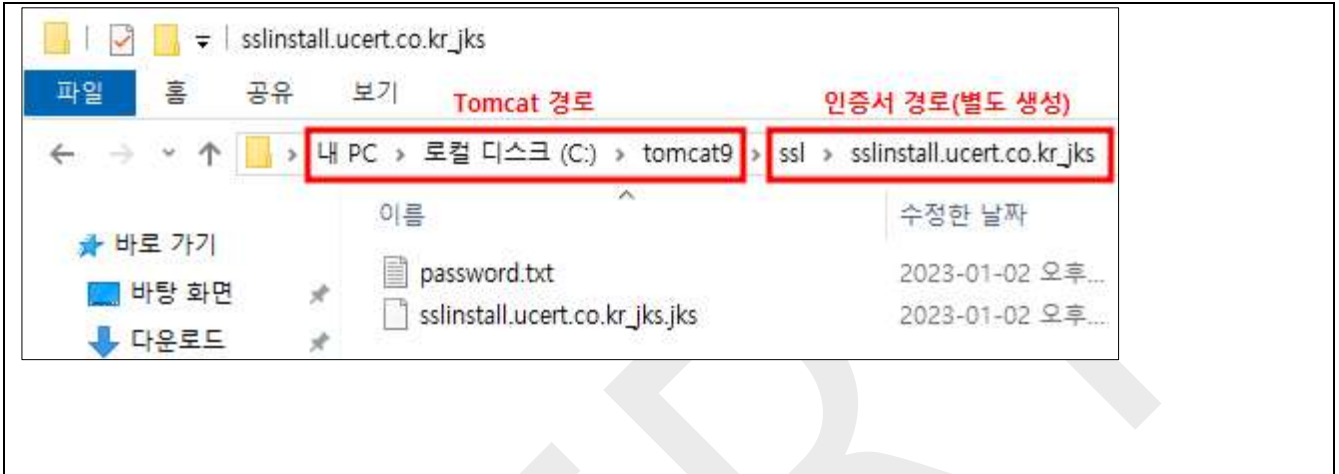 sslinstall.ucert.co.kr_jks
파일 홈 공유 보기
Tomcat 경로 인증서 경로(별도 생성)
내 PC > 로컬 디스크 (C:) > tomcat9 > ssl > sslinstall.ucert.co.kr_jks
이름 수정한 날짜
바로 가기
password.txt 2023-01-02 오후...
바탕 화면
sslinstall.ucert.co.kr_jks.jks 2023-01-02 오후...
다운로드